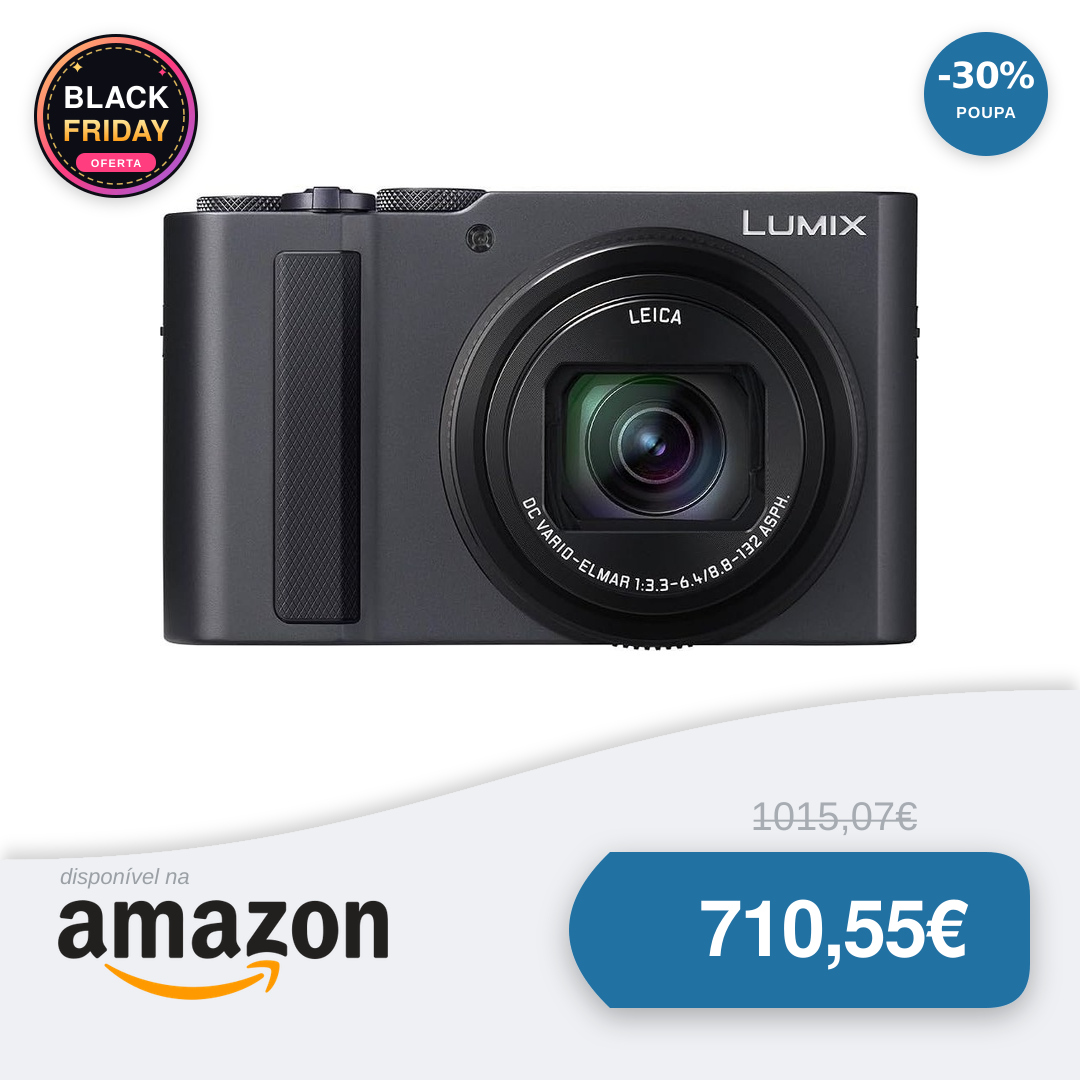 BLACK
FRIDAY
OFERTA
-30%
POUPA
LUMIX
LEICA
DC VARIO-ELMAR 1:3.3-6.4/8.8-132 ASPH.
1015,07€
disponível na
amazon
710,55€